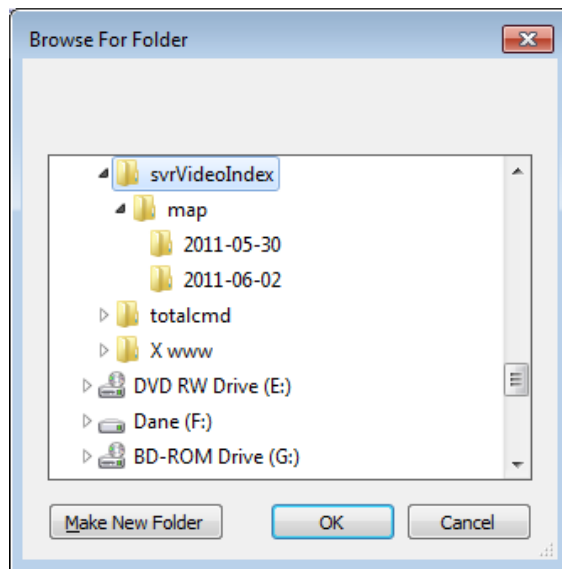 Browse For Folder
svrVideoIndex
map
2011-05-30
2011-06-02
totalcmd
X www
DVD RW Drive (E:)
Dane (F:)
BD-ROM Drive (G:)
Make New Folder
OK
Cancel